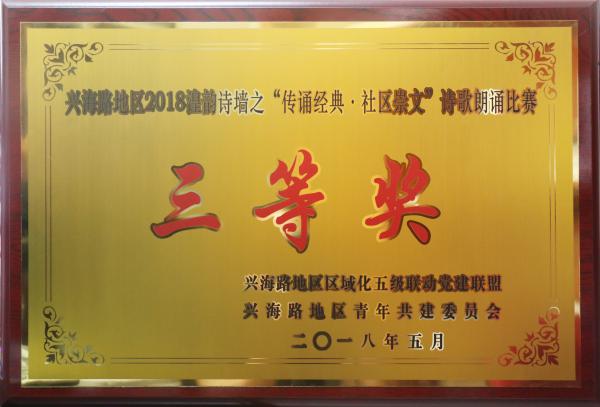 兴海路地区2018湟韵诗墙之“传诵经典·社区崇文”诗歌朗诵比赛
三等奖
兴海路地区区域化五级联动党建联盟
兴海路地区青年共建委员会
二〇一八年五月